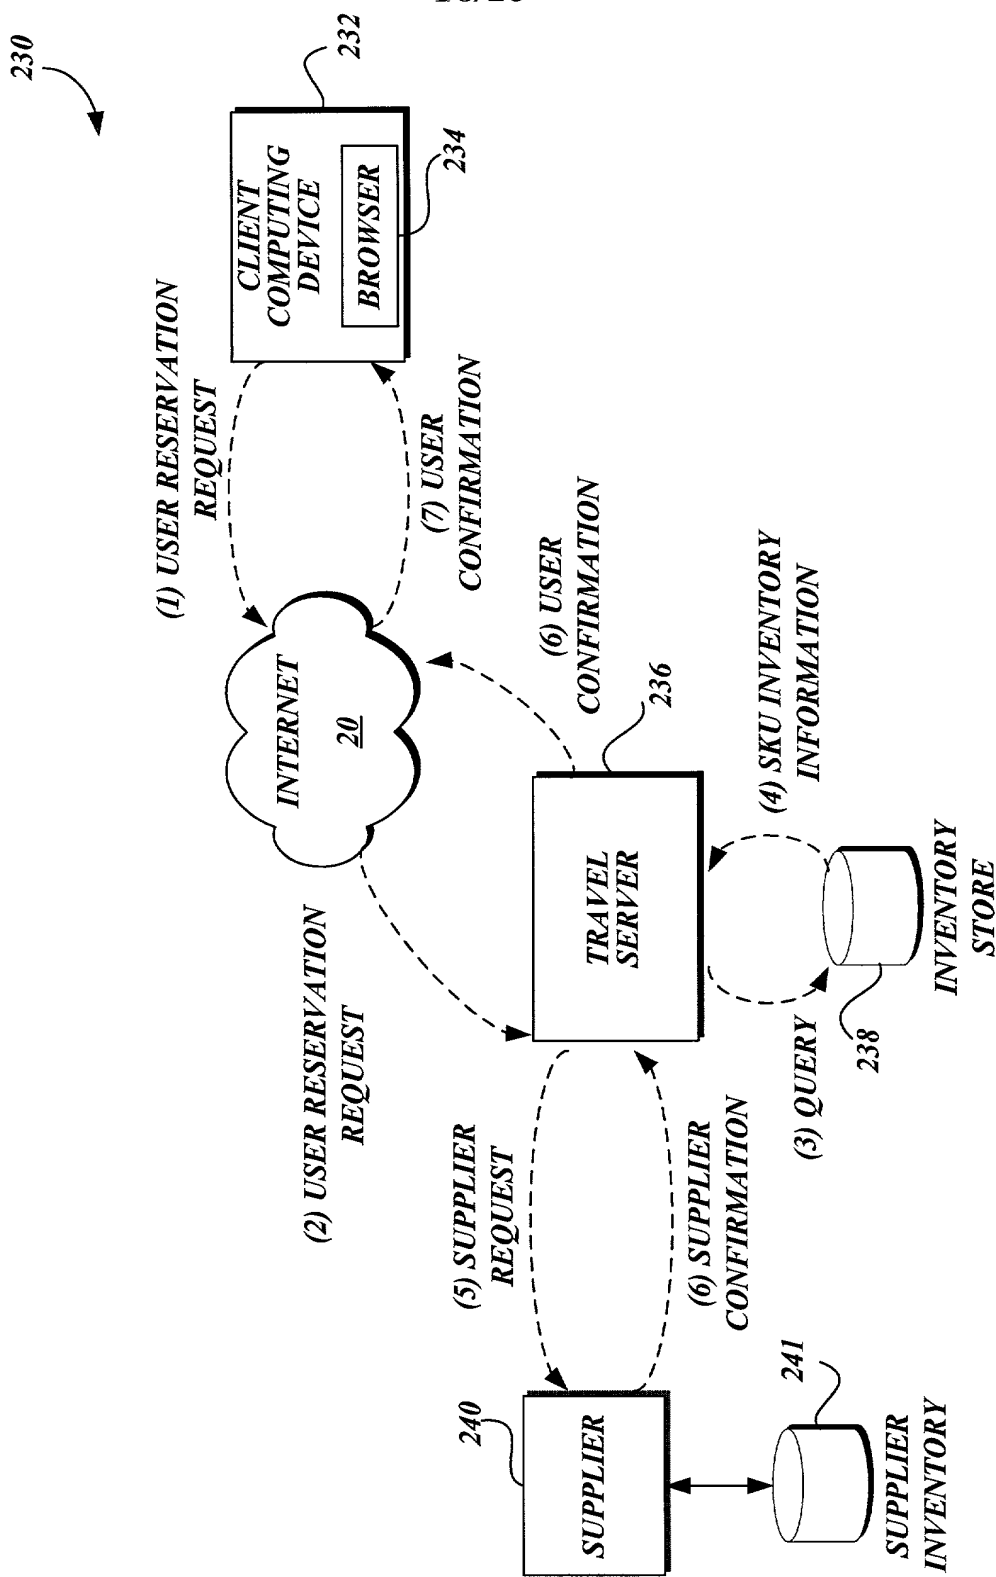 230
232
CLIENT
COMPUTING
DEVICE
BROWSER
234
(1) USER RESERVATION
REQUEST
(7) USER
CONFIRMATION
INTERNET
20
(6) USER
CONFIRMATION
236
(2) USER RESERVATION
REQUEST
TRAVEL
SERVER
(4) SKU INVENTORY
INFORMATION
(3) QUERY
238
INVENTORY
STORE
(5) SUPPLIER
REQUEST
(6) SUPPLIER
CONFIRMATION
240
SUPPLIER
241
SUPPLIER
INVENTORY